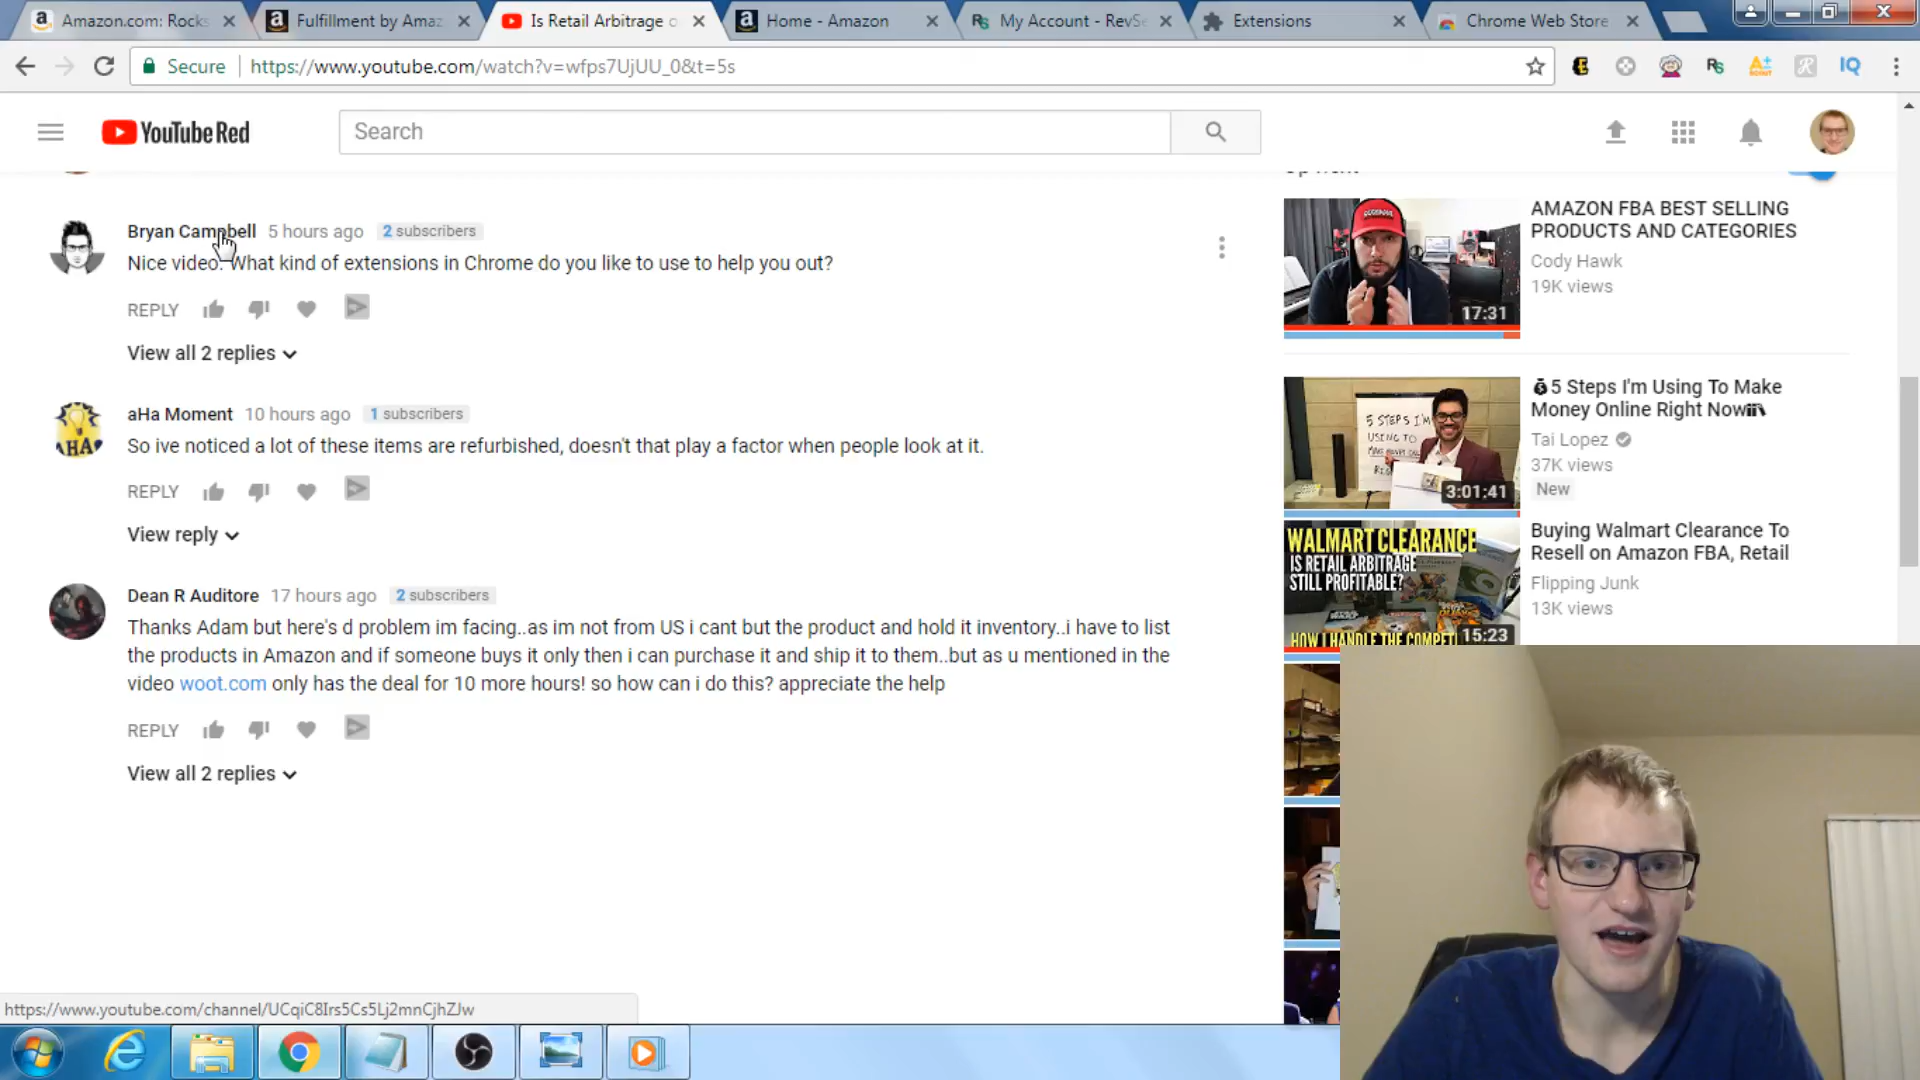 Amazon.com: Rocks
Fulfillment by Amaz
Is Retail Arbitrage o
Home - Amazon
My Account - RevSe
Extensions
Chrome Web Store
Secure
https://www.youtube.com/watch?v=wfps7UjUU_0&t=5s
YouTube Red
Search
Bryan Campbell 5 hours ago 2 subscribers
Nice video. What kind of extensions in Chrome do you like to use to help you out?
REPLY
View all 2 replies
aHa Moment 10 hours ago 1 subscribers
So ive noticed a lot of these items are refurbished, doesn't that play a factor when people look at it.
REPLY
View reply
Dean R Auditore 17 hours ago 2 subscribers
Thanks Adam but here's d problem im facing..as im not from US i cant but the product and hold it inventory..i have to list
the products in Amazon and if someone buys it only then i can purchase it and ship it to them..but as u mentioned in the
video woot.com only has the deal for 10 more hours! so how can i do this? appreciate the help
REPLY
View all 2 replies
AMAZON FBA BEST SELLING
PRODUCTS AND CATEGORIES
Cody Hawk
19K views
17:31
5 Steps I'm Using To Make
Money Online Right Now
Tai Lopez
37K views
New
5 STEPS I'M
USING TO
3:01:41
Buying Walmart Clearance To
Resell on Amazon FBA, Retail
Flipping Junk
13K views
WALMART CLEARANCE
IS RETAIL ARBITRAGE
STILL PROFITABLE?
HOW I HANDLE THE COMPET
15:23
https://www.youtube.com/channel/UCqiC8Irs5Cs5Lj2mnCjhZJw